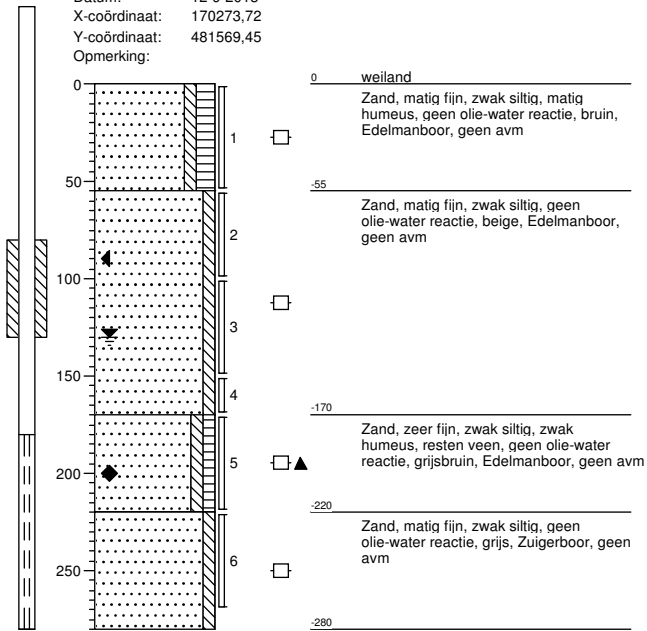 X-coördinaat: 170273,72
Y-coördinaat: 481569,45
Opmerking:
0
0 weiland
Zand, matig fijn, zwak siltig, matig
humeus, geen olie-water reactie, bruin,
Edelmanboor, geen avm
1
50
-55
Zand, matig fijn, zwak siltig, geen
olie-water reactie, beige, Edelmanboor,
geen avm
2
100
3
150
4
-170
Zand, zeer fijn, zwak siltig, zwak
humeus, resten veen, geen olie-water
reactie, grijsbruin, Edelmanboor, geen avm
5
200
-220
Zand, matig fijn, zwak siltig, geen
olie-water reactie, grijs, Zuigerboor, geen
avm
6
250
-280